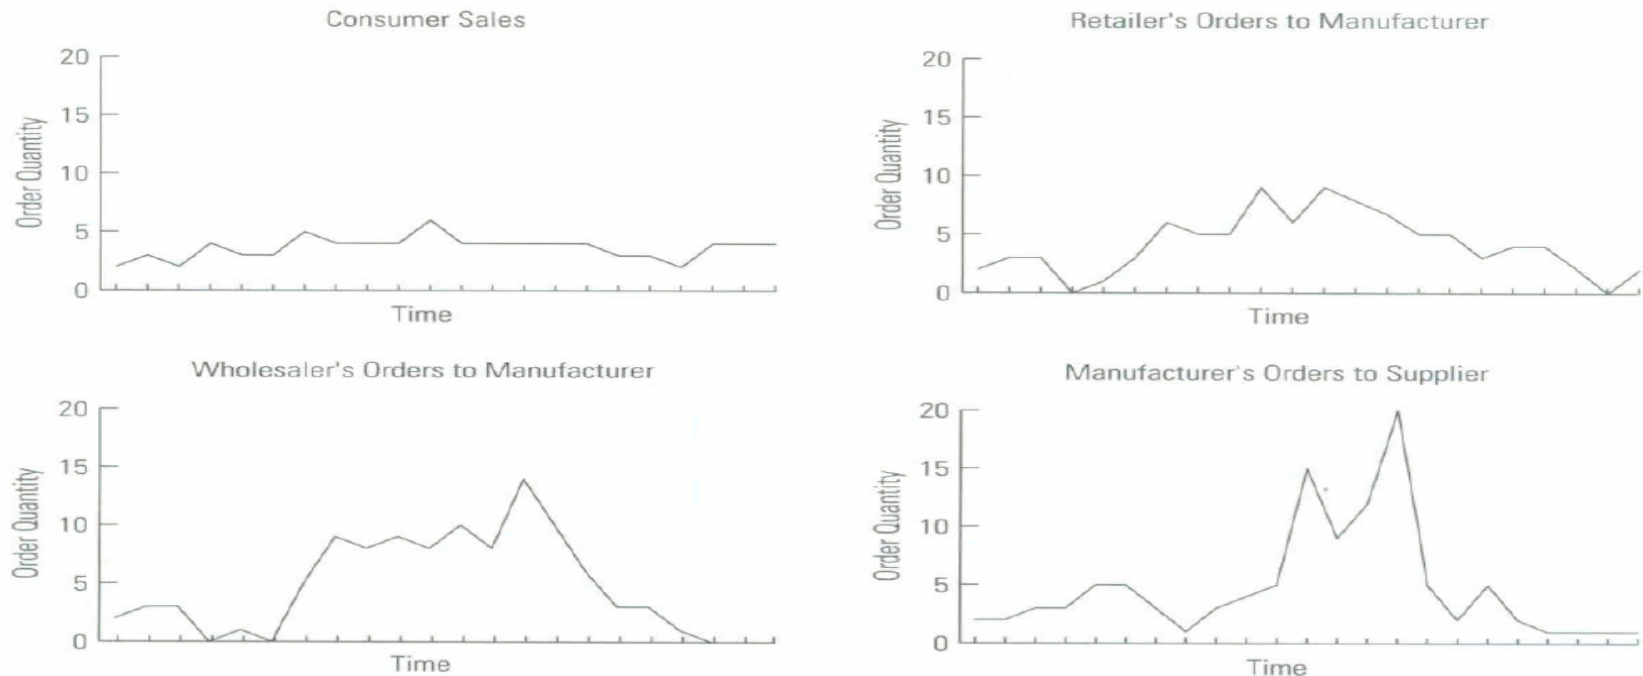 Consumer Sales
20
15
10
5
0
Order Quantity
Time
Retailer's Orders to Manufacturer
20
15
10
5
0
Order Quantity
Time
Wholesaler's Orders to Manufacturer
20
15
10
5
0
Order Quantity
Time
Manufacturer's Orders to Supplier
20
15
10
5
0
Order Quantity
Time